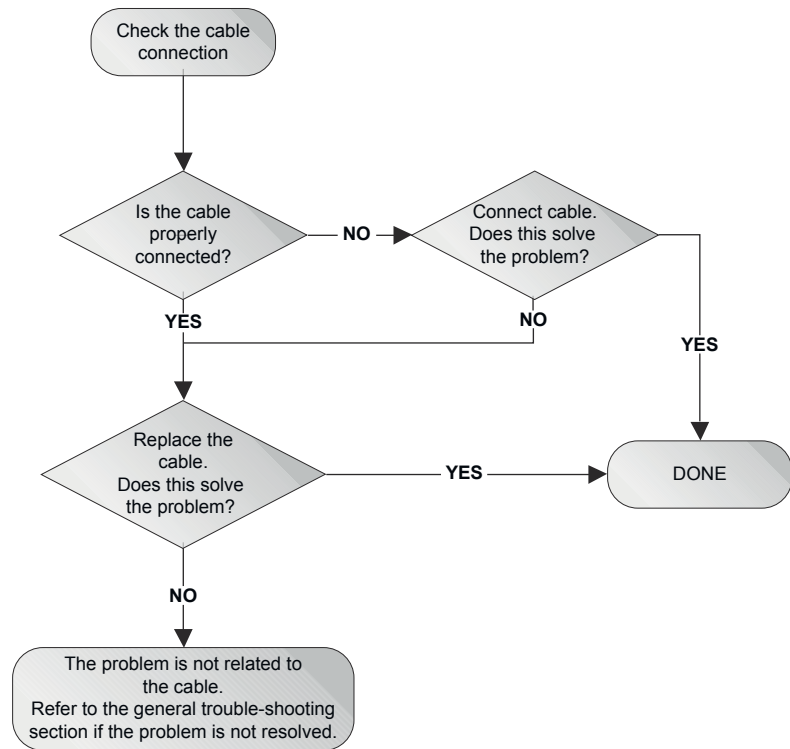 Check the cable
connection
Is the cable
properly
connected?
NO
Connect cable.
Does this solve
the problem?
YES
NO
YES
Replace the
cable.
Does this solve
the problem?
YES
DONE
NO
The problem is not related to
the cable.
Refer to the general trouble-shooting
section if the problem is not resolved.